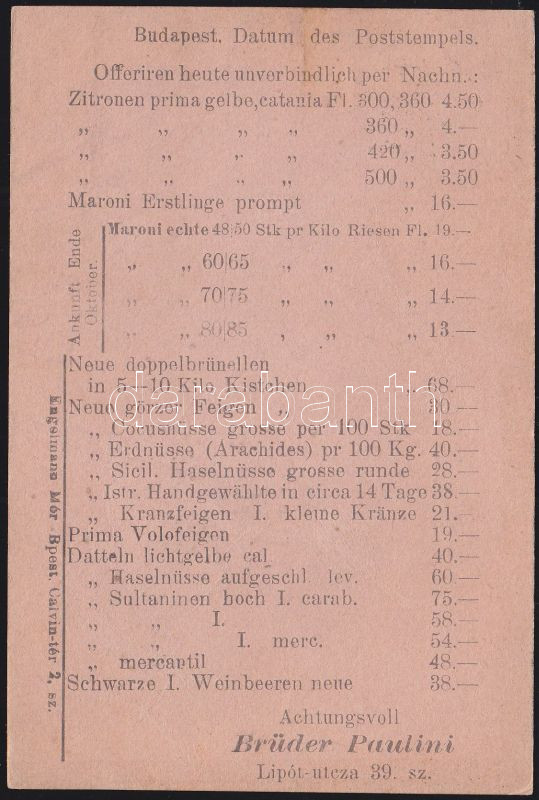 Budapest. Datum des Poststempels.
Offeriren heute unverbindlich per Nachn.:
Zitronen prima gelbe, catania Fl. 300, 360 4.50
„ „ „ „ 360 „ 4.—
„ „ „ „ 420 „ 3.50
„ „ „ „ 500 „ 3.50
Maroni Erstlinge prompt „ 16.—
Ankunft Ende
Oktober.
Maroni echte 48|50 Stk pr Kilo Riesen Fl. 19.—
„ „ 60|65 „ „ „ 16.—
„ „ 70|75 „ „ „ 14.—
„ „ 80|85 „ „ „ 13.—
Neue doppelbrünellen
in 5—10 Kilo Kistchen „ 68.—
Neue görzer Feigen „ 30.—
„ Cocusnüsse grosse per 100 Stk 8.—
„ Erdnüsse (Arachides) pr 100 Kg. 40.—
„ Sicil. Haselnüsse grosse runde 28.—
„ Istr. Handgewählte in circa 14 Tage 38.—
„ Kranzfeigen I. kleine Kränze 21.—
Prima Volofeigen 19.—
Datteln lichtgelbe cal. 40.—
„ Haselnüsse aufgeschl. lev. 60.—
„ Sultaninen hoch I. carab. 75.—
„ „ I. 58.—
„ „ I. merc. 54.—
„ mercantil 48.—
Schwarze I. Weinbeeren neue 38.—
Achtungsvoll
Brüder Paulini
Lipót-utcza 39. sz.
Engelmann Mór Bpest, Calvin-tér 2. sz.
darabanth